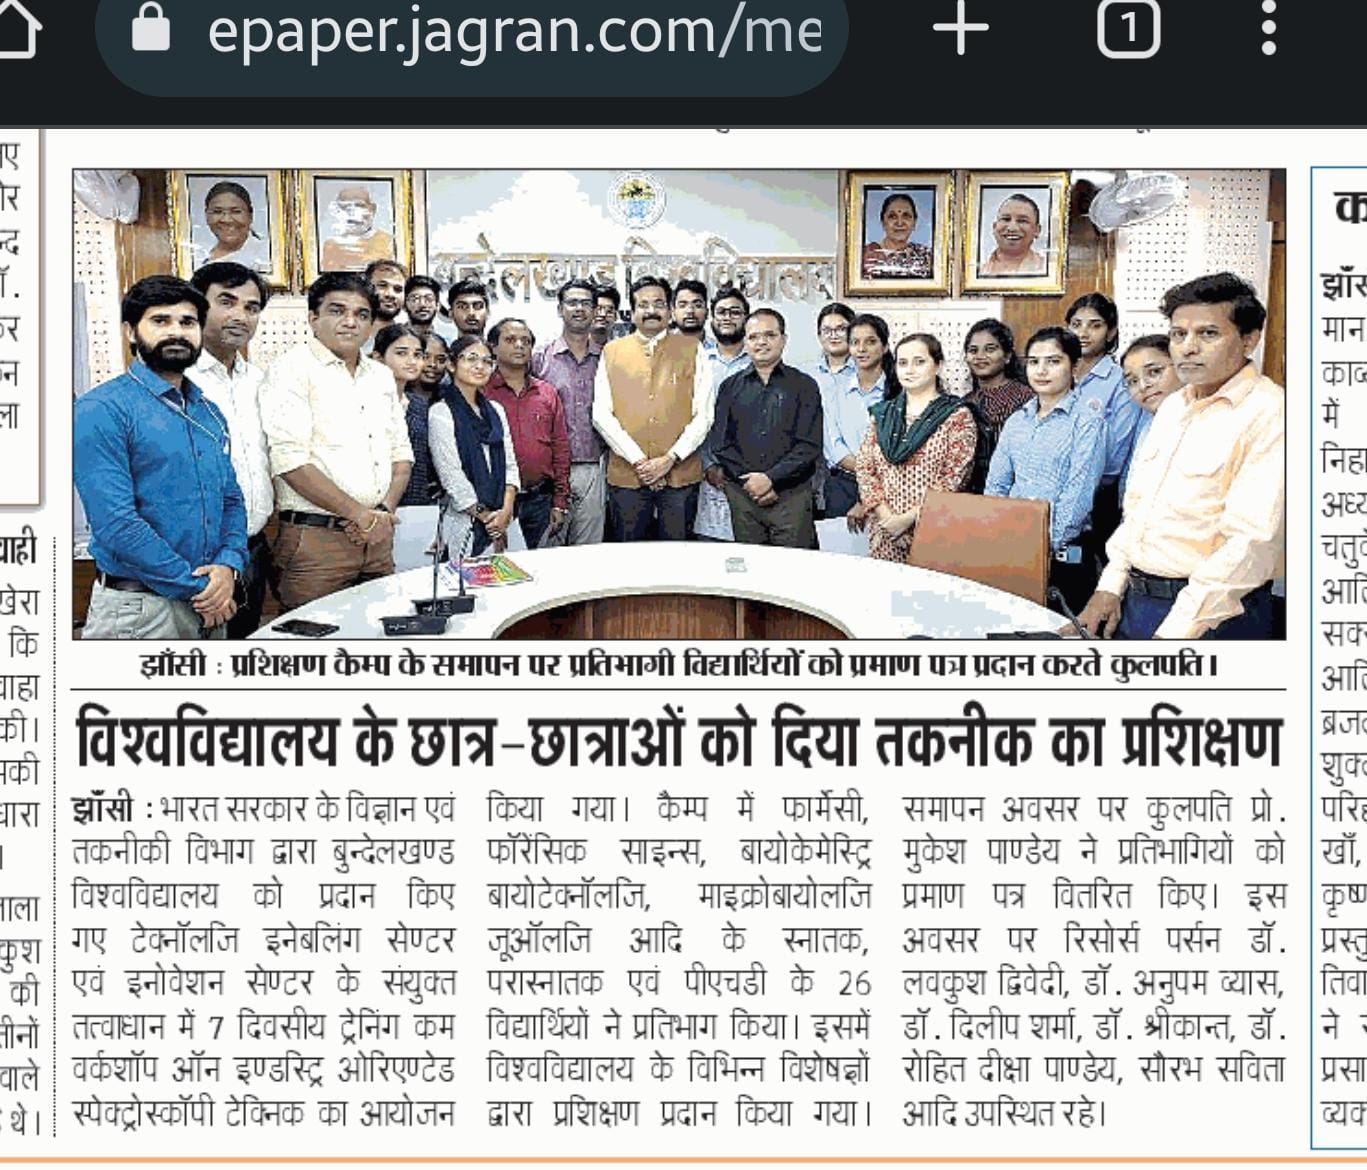 epaper.jagran.com/me
1
बुन्देलखण्ड विश्वविद्यालय
झाँसी : प्रशिक्षण कैम्प के समापन पर प्रतिभागी विद्यार्थियों को प्रमाण पत्र प्रदान करते कुलपति।
विश्वविद्यालय के छात्र-छात्राओं को दिया तकनीक का प्रशिक्षण
झाँसी : भारत सरकार के विज्ञान एवं
तकनीकी विभाग द्वारा बुन्देलखण्ड
विश्वविद्यालय को प्रदान किए
गए टेक्नॉलजि इनेबलिंग सेण्टर
एवं इनोवेशन सेण्टर के संयुक्त
तत्वाधान में 7 दिवसीय ट्रेनिंग कम
वर्कशॉप ऑन इण्डस्ट्रि ओरिएण्टेड
स्पेक्ट्रोस्कॉपी टेक्निक का आयोजन
किया गया। कैम्प में फार्मेसी,
फॉरेंसिक साइन्स, बायोकेमेस्ट्रि
बायोटेक्नॉलजि, माइक्रोबायोलजि
जूऑलजि आदि के स्नातक,
परास्नातक एवं पीएचडी के 26
विद्यार्थियों ने प्रतिभाग किया। इसमें
विश्वविद्यालय के विभिन्न विशेषज्ञों
द्वारा प्रशिक्षण प्रदान किया गया।
समापन अवसर पर कुलपति प्रो.
मुकेश पाण्डेय ने प्रतिभागियों को
प्रमाण पत्र वितरित किए। इस
अवसर पर रिसोर्स पर्सन डॉ.
लवकुश द्विवेदी, डॉ. अनुपम व्यास,
डॉ. दिलीप शर्मा, डॉ. श्रीकान्त, डॉ.
रोहित दीक्षा पाण्डेय, सौरभ सविता
आदि उपस्थित रहे।